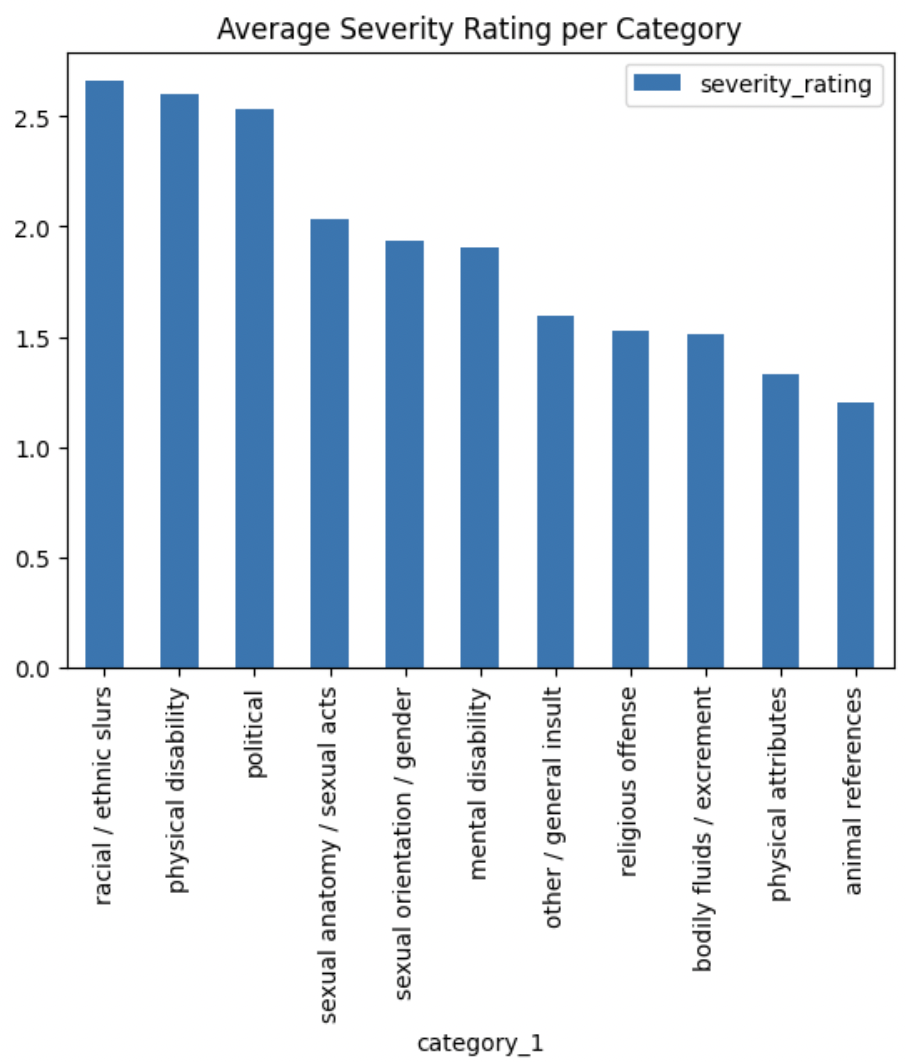 Average Severity Rating per Category
severity_rating
2.5
2.0
1.5
1.0
0.5
0.0
racial / ethnic slurs
physical disability
political
sexual anatomy / sexual acts
sexual orientation / gender
mental disability
other / general insult
religious offense
bodily fluids / excrement
physical attributes
animal references
category_1